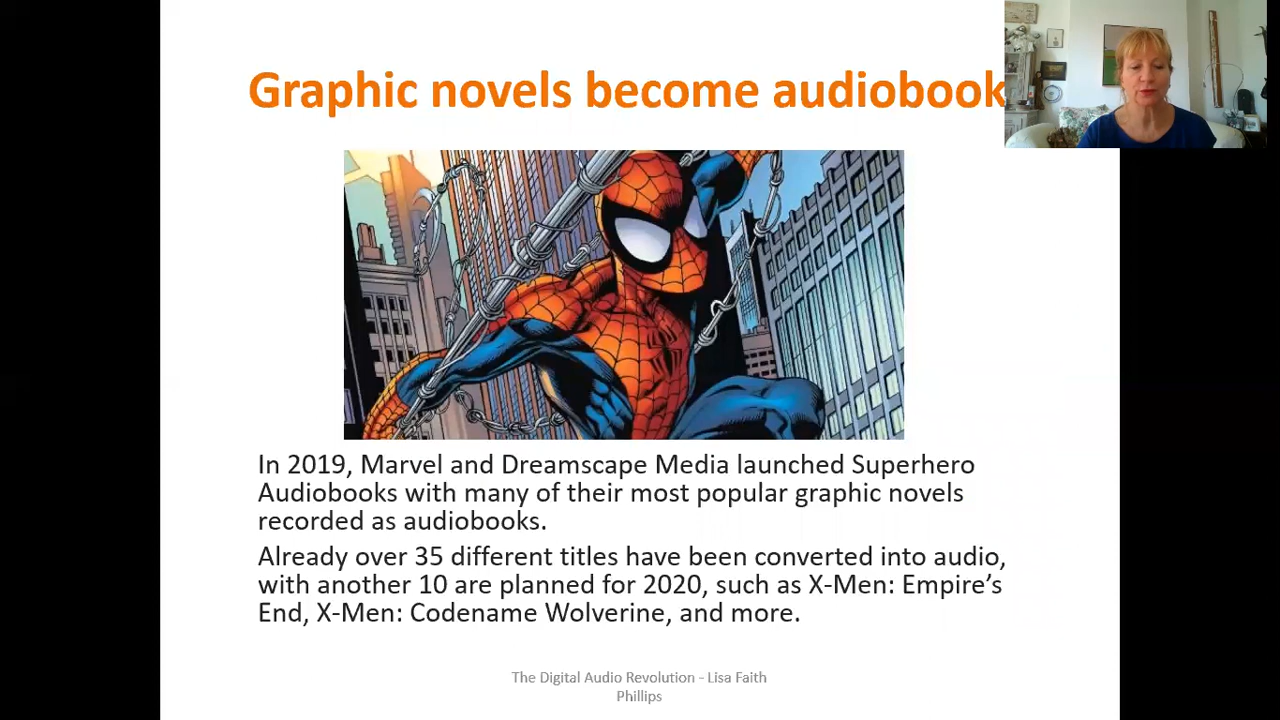 Graphic novels become audiobook
In 2019, Marvel and Dreamscape Media launched Superhero
Audiobooks with many of their most popular graphic novels
recorded as audiobooks.
Already over 35 different titles have been converted into audio,
with another 10 are planned for 2020, such as X-Men: Empire’s
End, X-Men: Codename Wolverine, and more.
The Digital Audio Revolution - Lisa Faith
Phillips